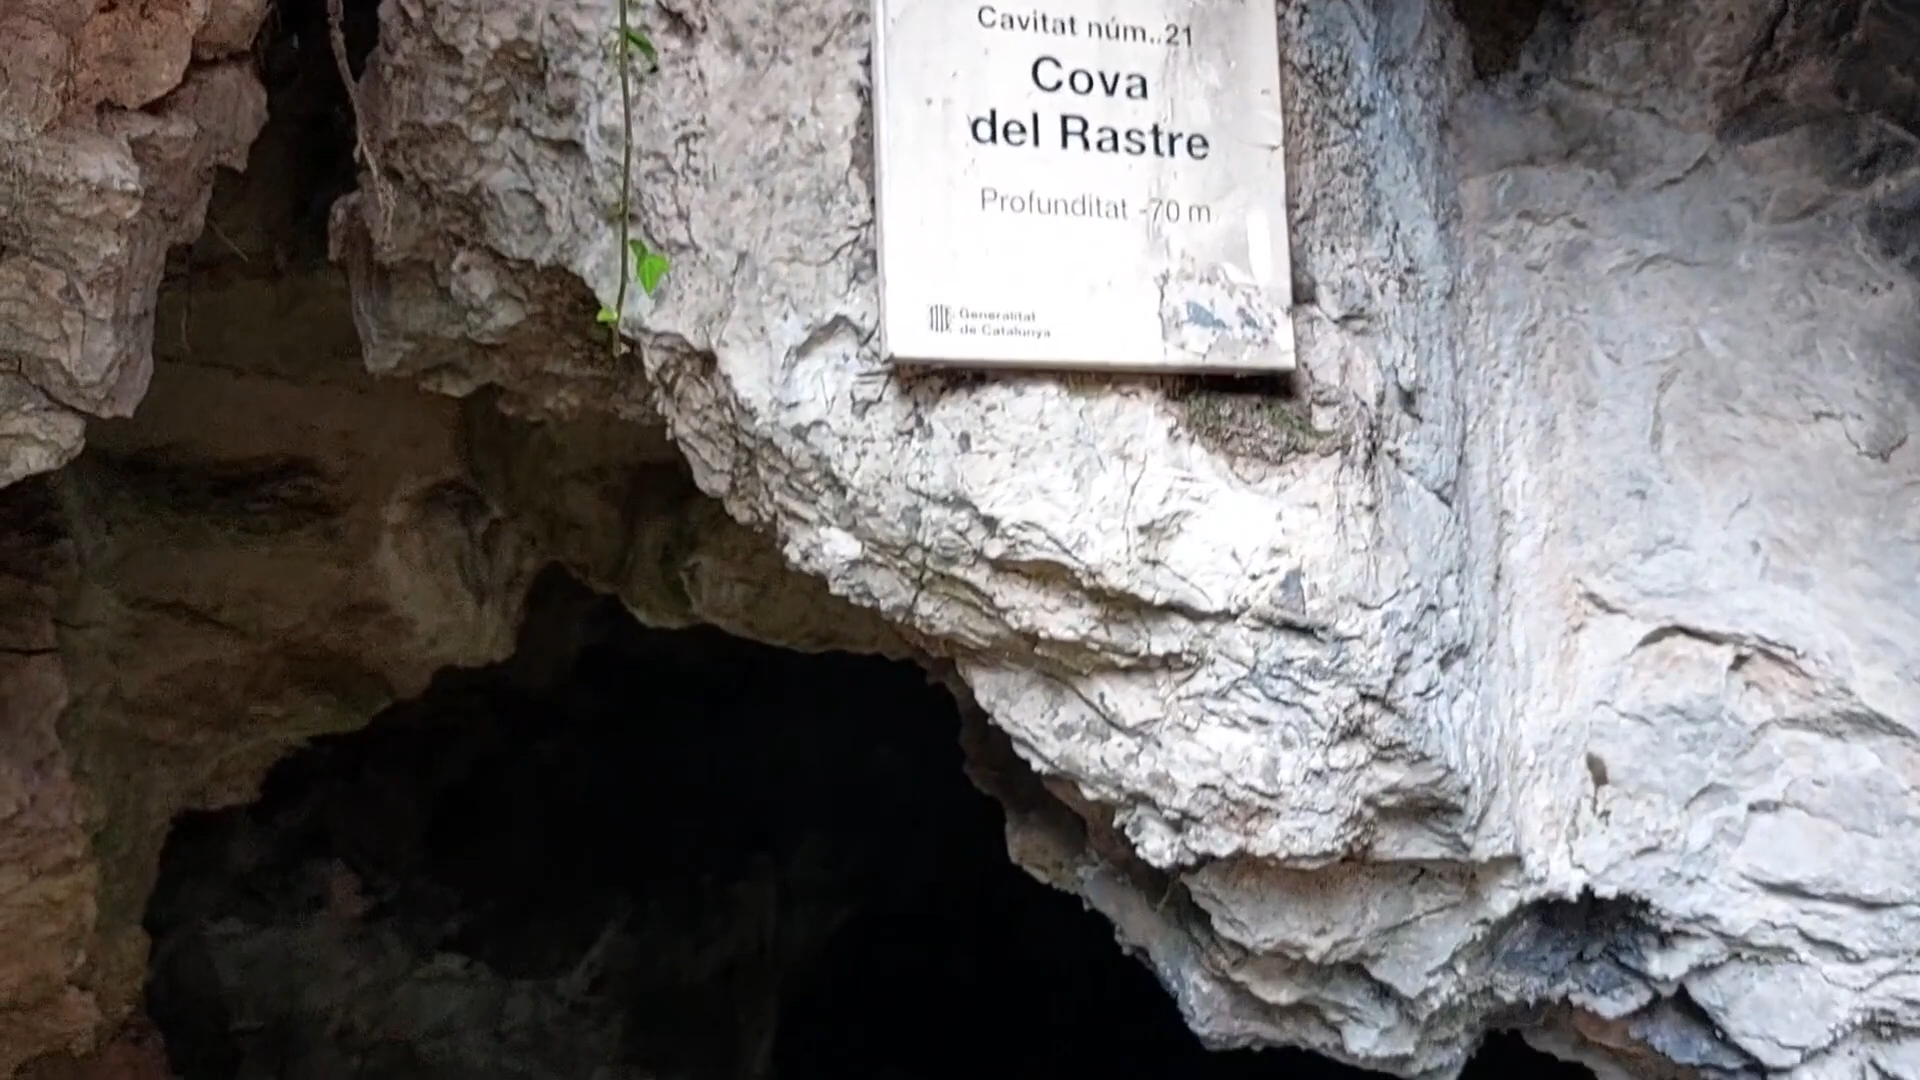 Cavitat núm..21
Cova
del Rastre
Profunditat -70 m
Generalitat
de Catalunya